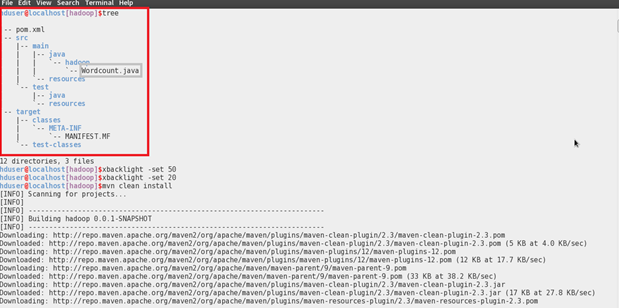 File Edit View Search Terminal Help
hduser@localhost[hadoop]$tree
.
-- pom.xml
-- src
|-- main
| |-- java
| | `-- hadoop
| | `-- Wordcount.java
| `-- resources
`-- test
|-- java
`-- resources
-- target
|-- classes
| `-- META-INF
| `-- MANIFEST.MF
`-- test-classes
12 directories, 3 files
hduser@localhost[hadoop]$xbacklight -set 50
hduser@localhost[hadoop]$xbacklight -set 20
hduser@localhost[hadoop]$mvn clean install
[INFO] Scanning for projects...
[INFO]
[INFO] ------------------------------------------------------------------------
[INFO] Building hadoop 0.0.1-SNAPSHOT
[INFO] ------------------------------------------------------------------------
Downloading: http://repo.maven.apache.org/maven2/org/apache/maven/plugins/maven-clean-plugin/2.3/maven-clean-plugin-2.3.pom
Downloaded: http://repo.maven.apache.org/maven2/org/apache/maven/plugins/maven-clean-plugin/2.3/maven-clean-plugin-2.3.pom (5 KB at 4.0 KB/sec)
Downloading: http://repo.maven.apache.org/maven2/org/apache/maven/plugins/maven-plugins/12/maven-plugins-12.pom
Downloaded: http://repo.maven.apache.org/maven2/org/apache/maven/plugins/maven-plugins/12/maven-plugins-12.pom (12 KB at 17.7 KB/sec)
Downloading: http://repo.maven.apache.org/maven2/org/apache/maven/maven-parent/9/maven-parent-9.pom
Downloaded: http://repo.maven.apache.org/maven2/org/apache/maven/maven-parent/9/maven-parent-9.pom (33 KB at 38.2 KB/sec)
Downloading: http://repo.maven.apache.org/maven2/org/apache/maven/plugins/maven-clean-plugin/2.3/maven-clean-plugin-2.3.jar
Downloaded: http://repo.maven.apache.org/maven2/org/apache/maven/plugins/maven-clean-plugin/2.3/maven-clean-plugin-2.3.jar (17 KB at 27.8 KB/sec)
Downloading: http://repo.maven.apache.org/maven2/org/apache/maven/plugins/maven-resources-plugin/2.3/maven-resources-plugin-2.3.pom